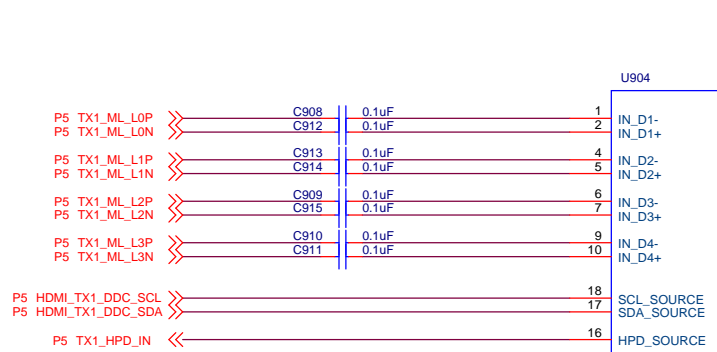 U904
P5 TX1_ML_L0P C908 0.1uF 1 IN_D1-
P5 TX1_ML_L0N C912 0.1uF 2 IN_D1+
P5 TX1_ML_L1P C913 0.1uF 4 IN_D2-
P5 TX1_ML_L1N C914 0.1uF 5 IN_D2+
P5 TX1_ML_L2P C909 0.1uF 6 IN_D3-
P5 TX1_ML_L2N C915 0.1uF 7 IN_D3+
P5 TX1_ML_L3P C910 0.1uF 9 IN_D4-
P5 TX1_ML_L3N C911 0.1uF 10 IN_D4+
P5 HDMI_TX1_DDC_SCL 18 SCL_SOURCE
P5 HDMI_TX1_DDC_SDA 17 SDA_SOURCE
P5 TX1_HPD_IN 16 HPD_SOURCE